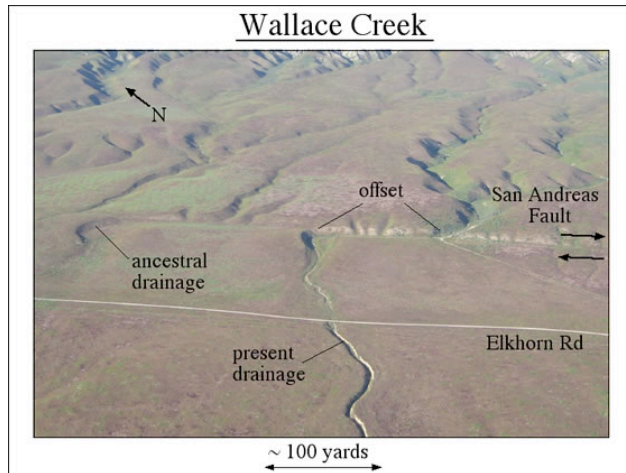 Wallace Creek
N
offset
San Andreas
Fault
ancestral
drainage
Elkhorn Rd
present
drainage
~ 100 yards